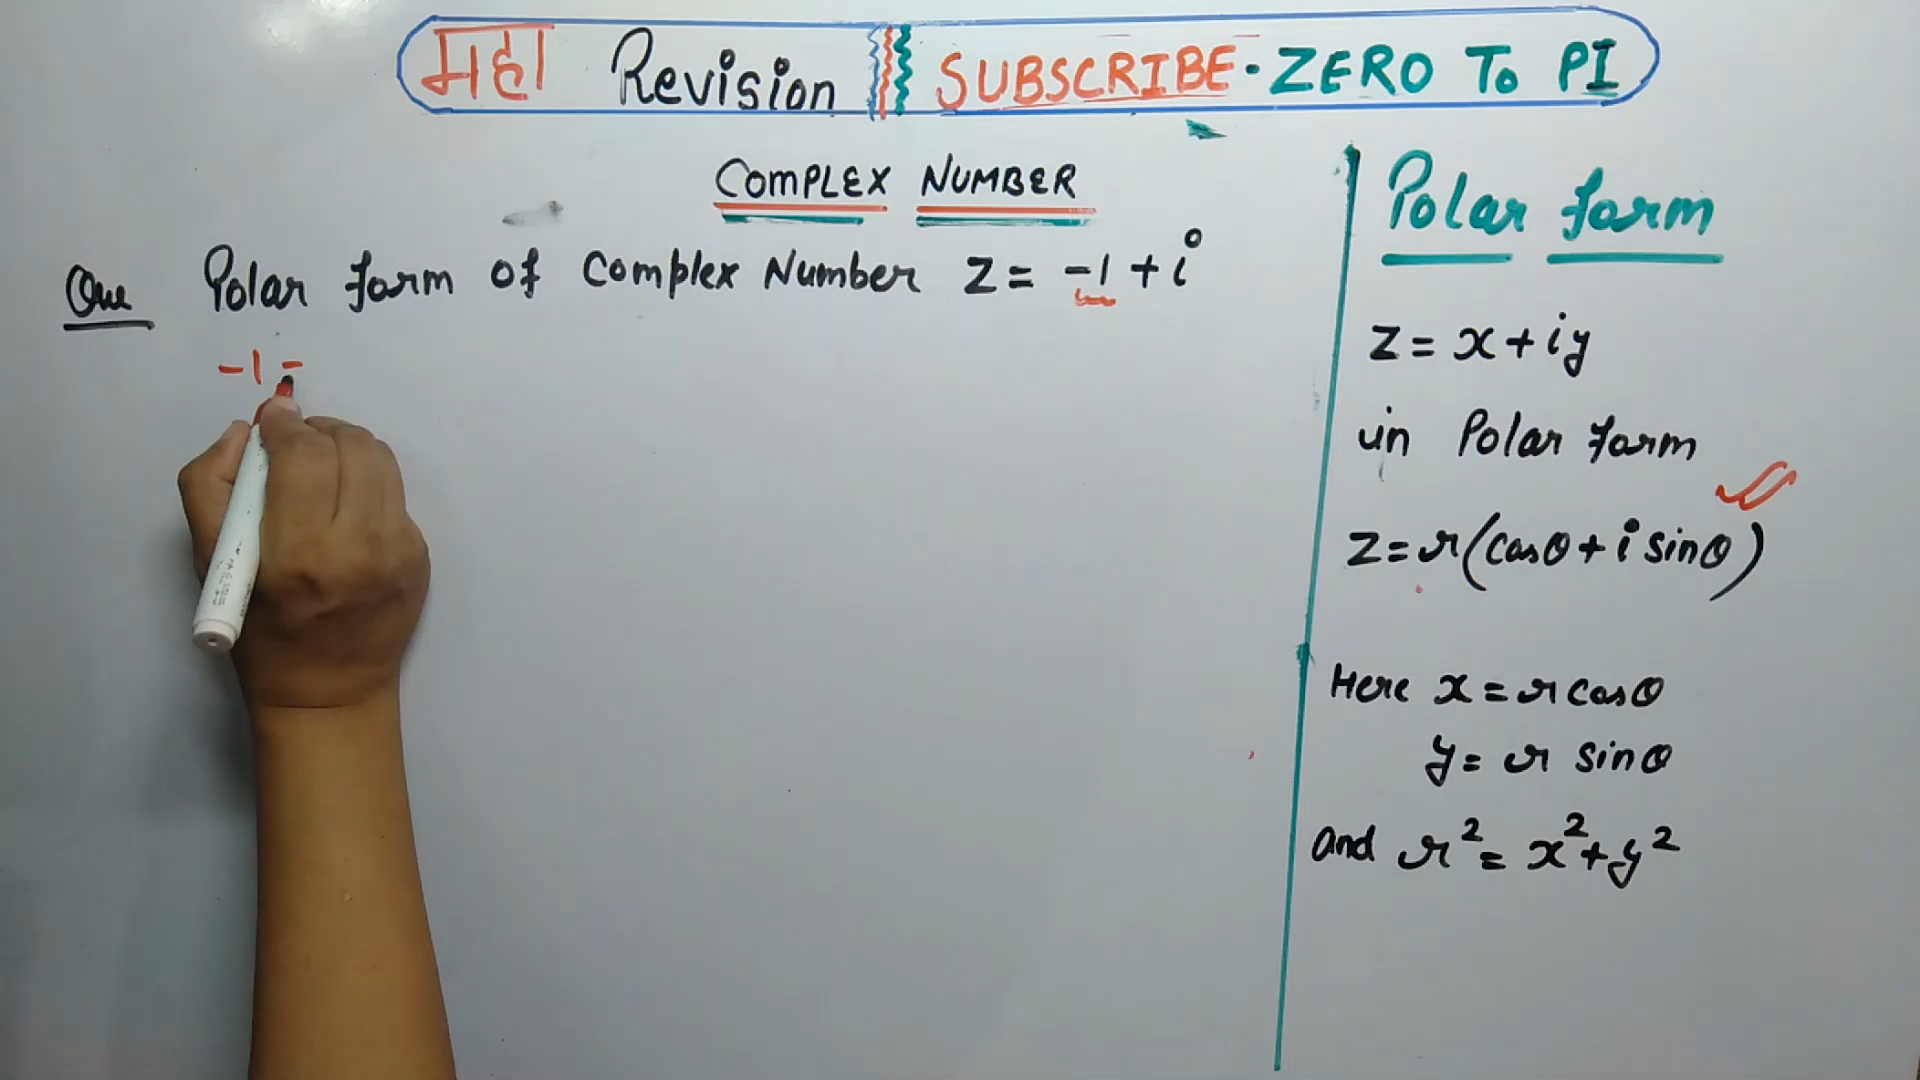 महा Revision SUBSCRIBE - ZERO To PI
COMPLEX NUMBER
Que Polar form of Complex Number z = -1 + i
-1 =
Polar form
z = x + iy
in Polar form
z = r(cosθ + i sinθ)
Here x = r cosθ
y = r sinθ
and r² = x² + y²